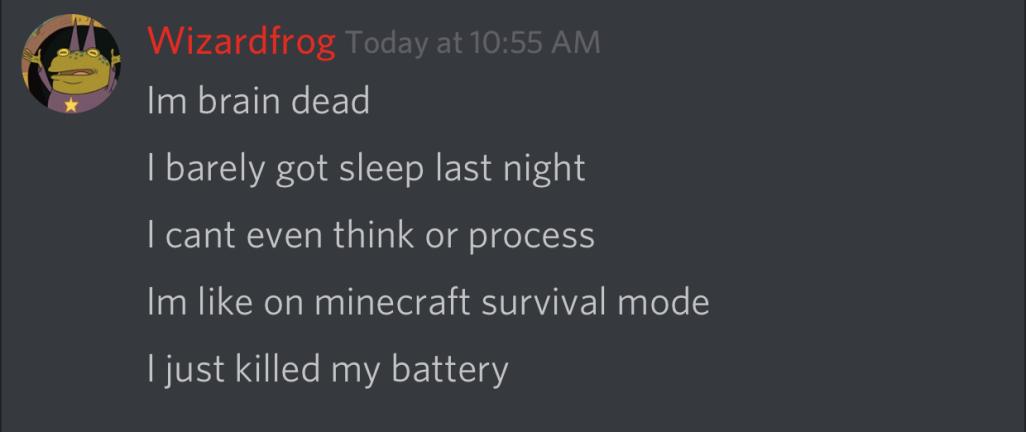 Wizardfrog Today at 10:55 AM
Im brain dead
I barely got sleep last night
I cant even think or process
Im like on minecraft survival mode
I just killed my battery